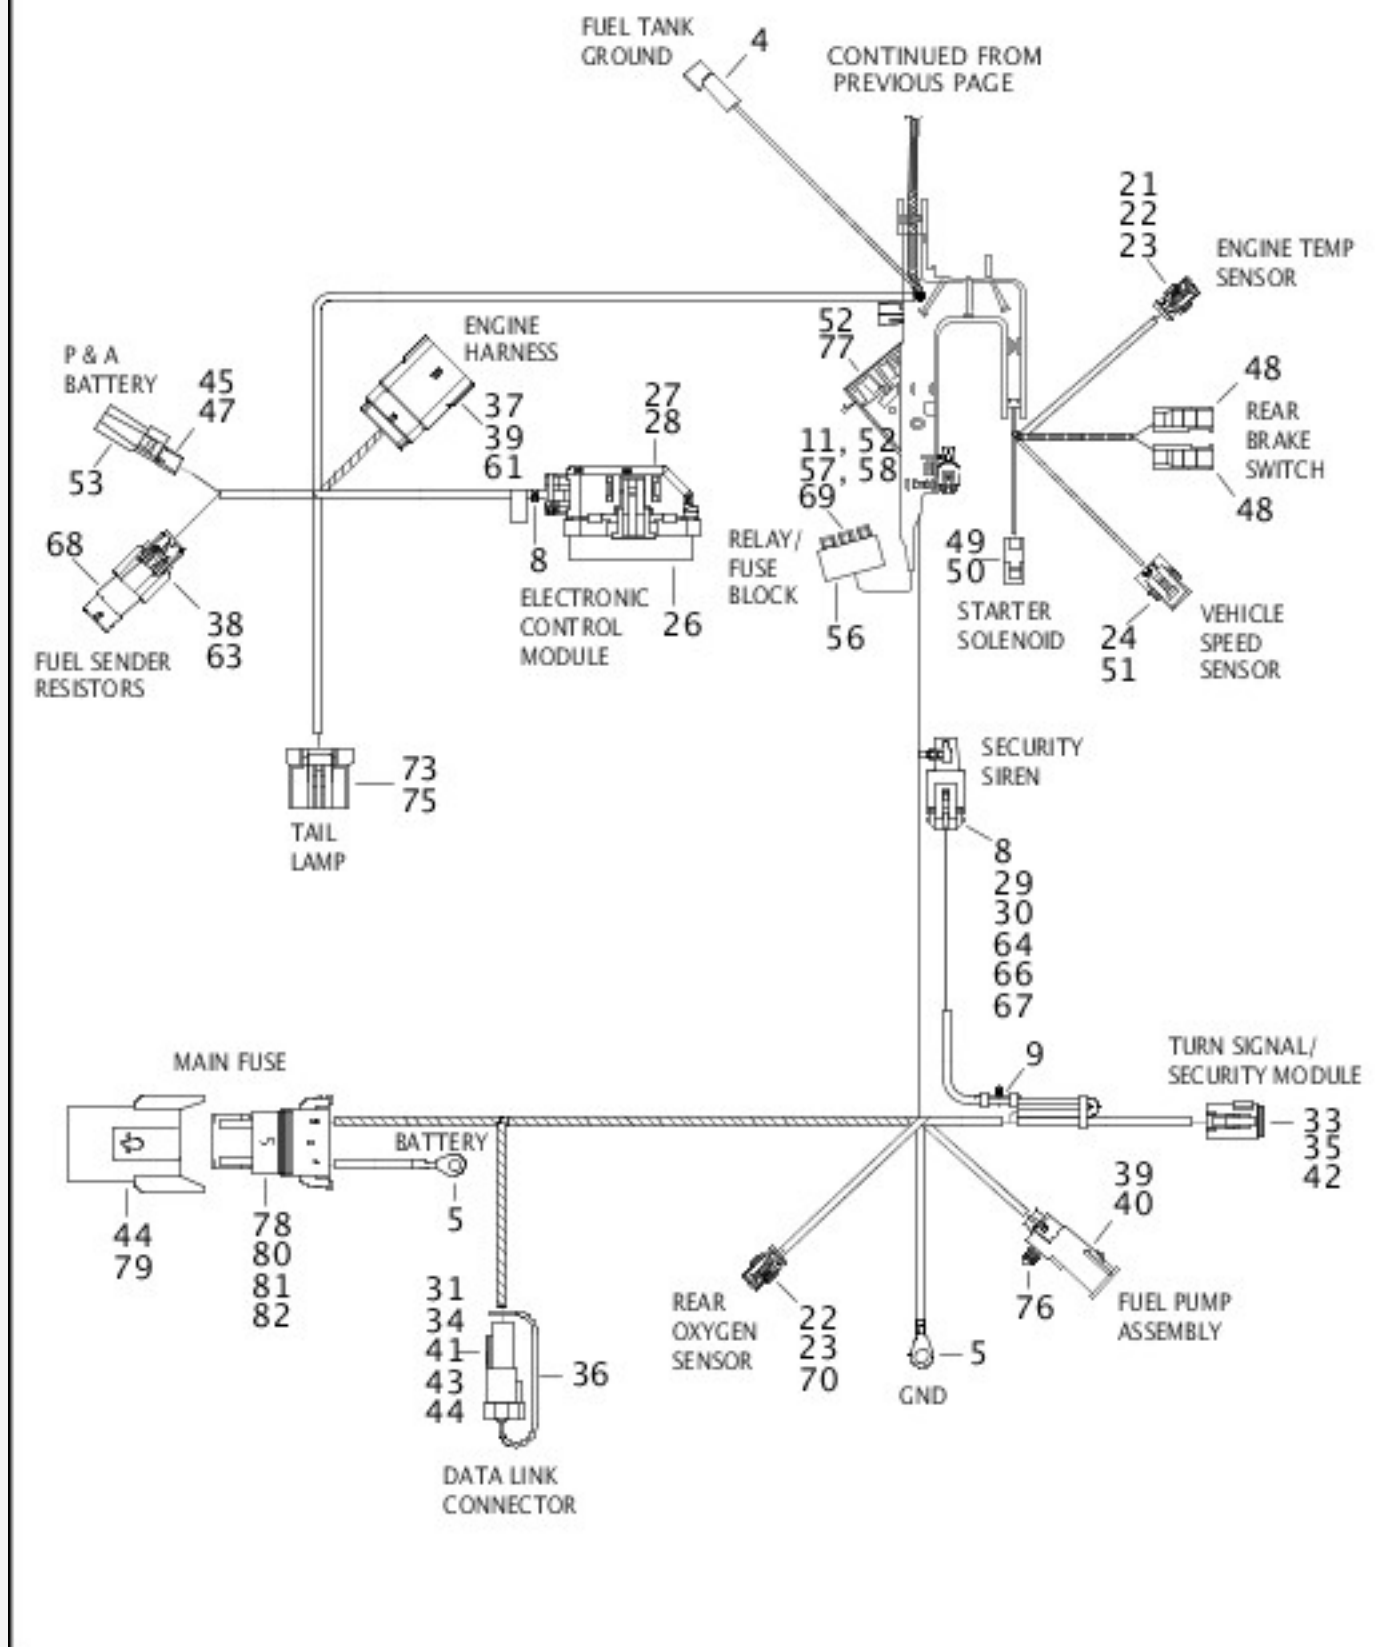 FUEL TANK
GROUND
4
CONTINUED FROM
PREVIOUS PAGE
21
22
23
ENGINE TEMP
SENSOR
ENGINE
HARNESS
52
77
P & A
BATTERY
45
47
53
37
39
61
27
28
48
REAR
BRAKE
SWITCH
48
11, 52
57, 58
69
68
38
63
FUEL SENDER
RESISTORS
8
ELECTRONIC
CONTROL
MODULE
26
RELAY/
FUSE
BLOCK
56
49
50
STARTER
SOLENOID
24
51
VEHICLE
SPEED
SENSOR
73
75
TAIL
LAMP
SECURITY
SIREN
8
29
30
64
66
67
MAIN FUSE
9
TURN SIGNAL/
SECURITY MODULE
BATTERY
33
35
42
44
79
78
80
81
82
5
39
40
31
34
41
43
44
36
REAR
OXYGEN
SENSOR
22
23
70
5
GND
76
FUEL PUMP
ASSEMBLY
DATA LINK
CONNECTOR